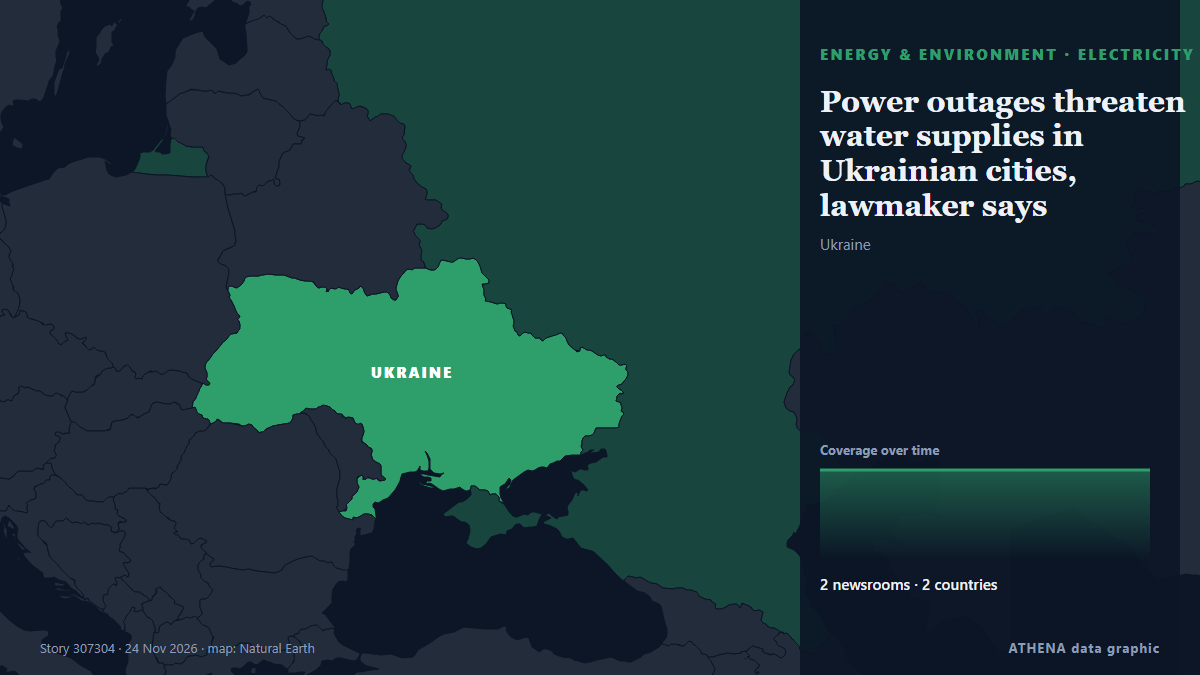 ENERGY & ENVIRONMENT · ELECTRICITY
Power outages threaten
water supplies in
Ukrainian cities,
lawmaker says
Ukraine
UKRAINE
Coverage over time
2 newsrooms · 2 countries
Story 307304 · 24 Nov 2026 · map: Natural Earth
ATHENA data graphic